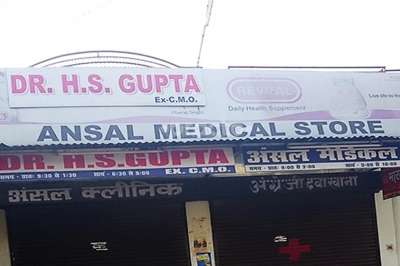 DR. H.S. GUPTA
EX-C.M.O.
REVITAL
Daily Health Supplement
ANSAL MEDICAL STORE
DR. H.S.GUPTA
EX. C.M.O.
अंसल मेडिकल
अंसल क्लीनिक
अंग्रेजी दवाखाना